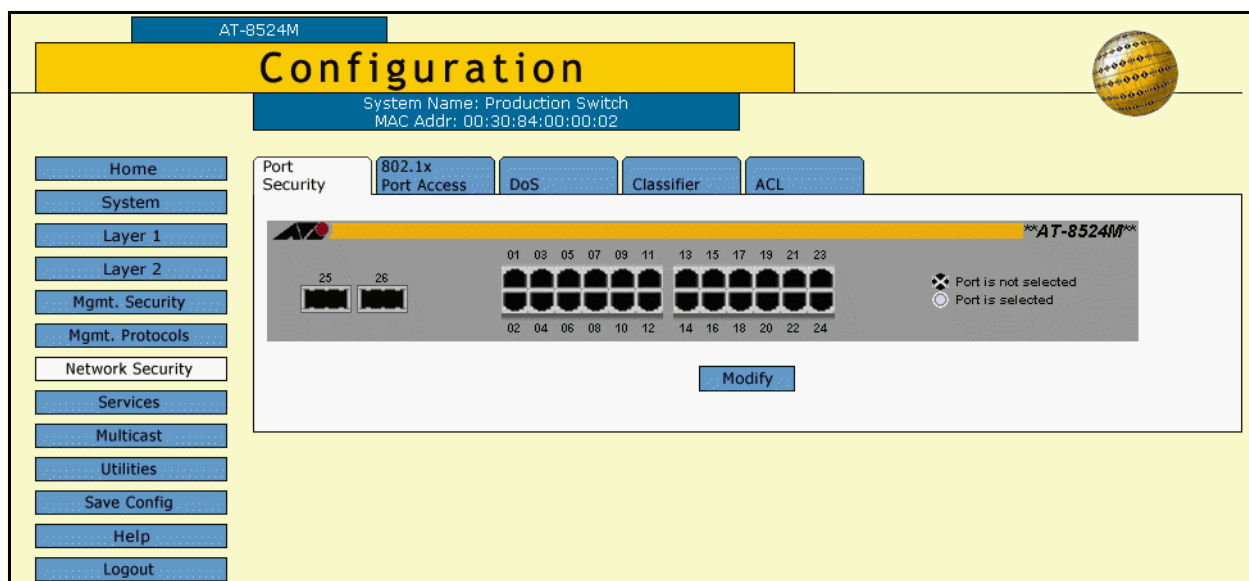 AT-8524M
Configuration
System Name: Production Switch
MAC Addr: 00:30:84:00:00:02
Home
System
Layer 1
Layer 2
Mgmt. Security
Mgmt. Protocols
Network Security
Services
Multicast
Utilities
Save Config
Help
Logout
Port Security
802.1x Port Access
DoS
Classifier
ACL
**AT-8524M**
25 26
01 03 05 07 09 11 13 15 17 19 21 23
02 04 06 08 10 12 14 16 18 20 22 24
Port is not selected
Port is selected
Modify